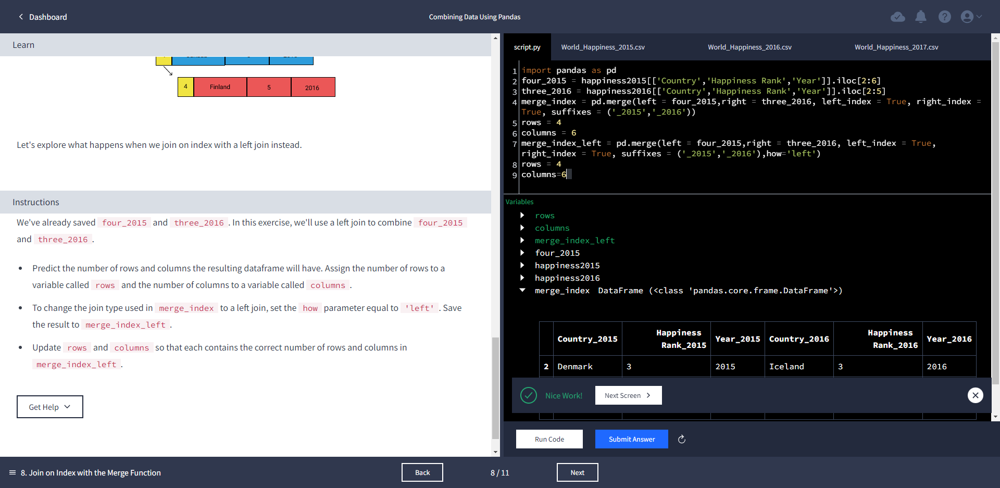 Dashboard
Combining Data Using Pandas
Learn
4 Finland 5 2016
Let's explore what happens when we join on index with a left join instead.
Instructions
We've already saved four_2015 and three_2016 . In this exercise, we'll use a left join to combine four_2015
and three_2016 .
• Predict the number of rows and columns the resulting dataframe will have. Assign the number of rows to a
variable called rows and the number of columns to a variable called columns .
• To change the join type used in merge_index to a left join, set the how parameter equal to 'left' . Save
the result to merge_index_left .
• Update rows and columns so that each contains the correct number of rows and columns in
merge_index_left .
Get Help
script.py World_Happiness_2015.csv World_Happiness_2016.csv World_Happiness_2017.csv
1 import pandas as pd
2 four_2015 = happiness2015[['Country','Happiness Rank','Year']].iloc[2:6]
3 three_2016 = happiness2016[['Country','Happiness Rank','Year']].iloc[2:5]
4 merge_index = pd.merge(left = four_2015,right = three_2016, left_index = True, right_index =
True, suffixes = ('_2015','_2016'))
5 rows = 4
6 columns = 6
7 merge_index_left = pd.merge(left = four_2015,right = three_2016, left_index = True,
right_index = True, suffixes = ('_2015','_2016'),how='left')
8 rows = 4
9 columns=6
Variables
rows
columns
merge_index_left
four_2015
happiness2015
happiness2016
merge_index DataFrame (<class 'pandas.core.frame.DataFrame'>)
Country_2015 Happiness Rank_2015 Year_2015 Country_2016 Happiness Rank_2016 Year_2016
2 Denmark 3 2015 Iceland 3 2016
Nice Work! Next Screen
Run Code Submit Answer
8. Join on Index with the Merge Function
Back 8 / 11 Next